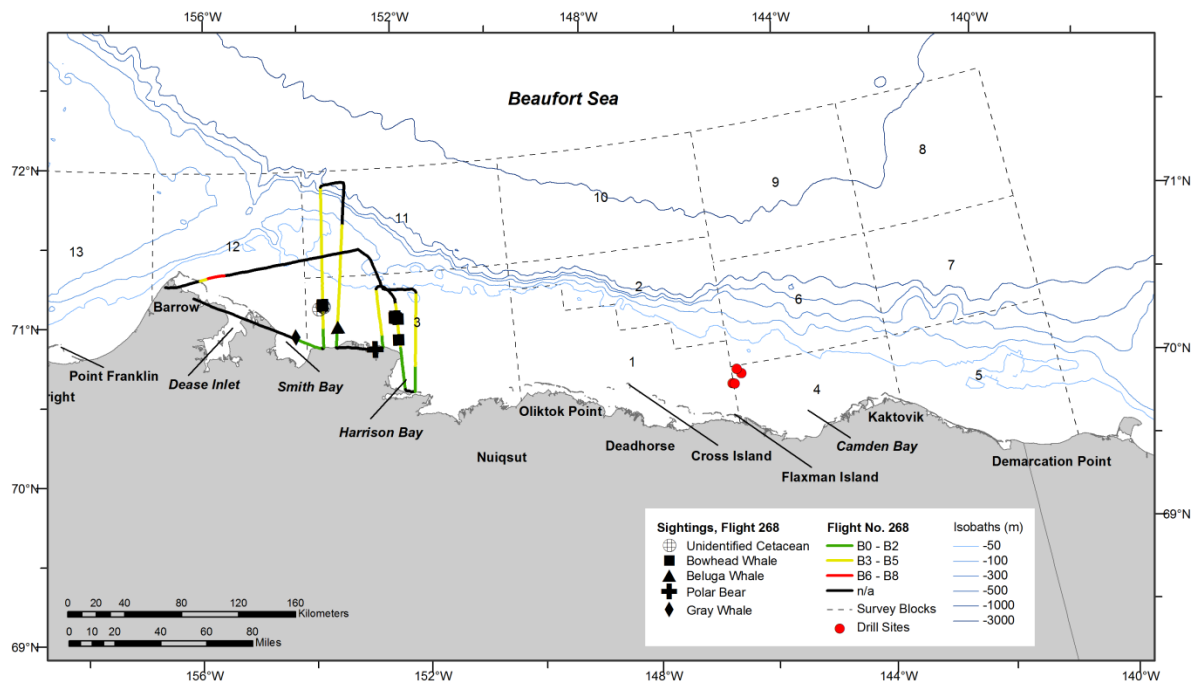 156°W
152°W
148°W
144°W
140°W
72°N
71°N
70°N
69°N
71°N
70°N
69°N
Beaufort Sea
8
9
10
11
12
13
7
6
2
3
5
1
4
Barrow
Point Franklin
right
Dease Inlet
Smith Bay
Harrison Bay
Oliktok Point
Nuiqsut
Deadhorse
Cross Island
Flaxman Island
Camden Bay
Kaktovik
Demarcation Point
Sightings, Flight 268
Unidentified Cetacean
Bowhead Whale
Beluga Whale
Polar Bear
Gray Whale
Flight No. 268
B0 - B2
B3 - B5
B6 - B8
n/a
Survey Blocks
Drill Sites
Isobaths (m)
-50
-100
-300
-500
-1000
-3000
0 20 40 80 120 160
Kilometers
0 10 20 40 60 80
Miles
156°W
152°W
148°W
144°W
140°W